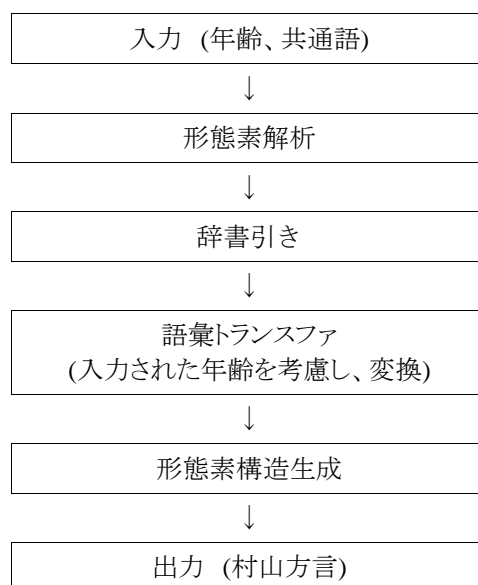 入力 (年齢、共通語)
↓
形態素解析
↓
辞書引き
↓
語彙トランスファ
(入力された年齢を考慮し、変換)
↓
形態素構造生成
↓
出力 (村山方言)